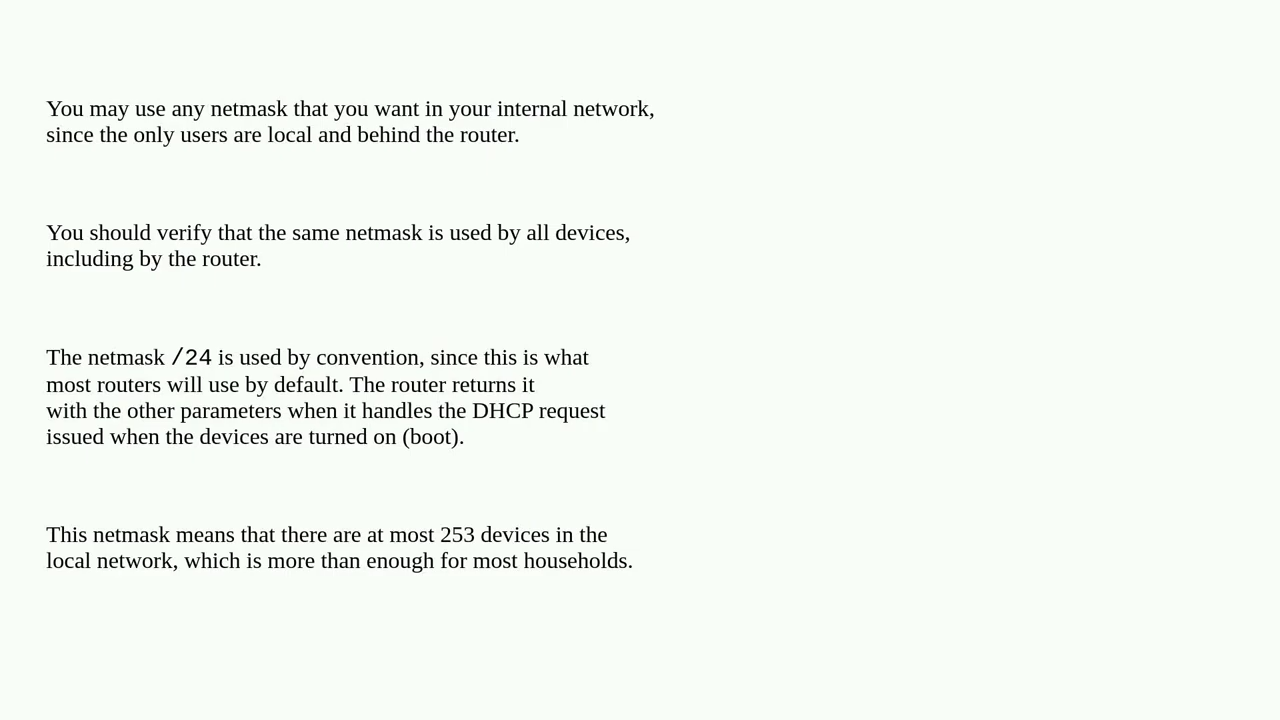 You may use any netmask that you want in your internal network,
since the only users are local and behind the router.
You should verify that the same netmask is used by all devices,
including by the router.
The netmask /24 is used by convention, since this is what
most routers will use by default. The router returns it
with the other parameters when it handles the DHCP request
issued when the devices are turned on (boot).
This netmask means that there are at most 253 devices in the
local network, which is more than enough for most households.